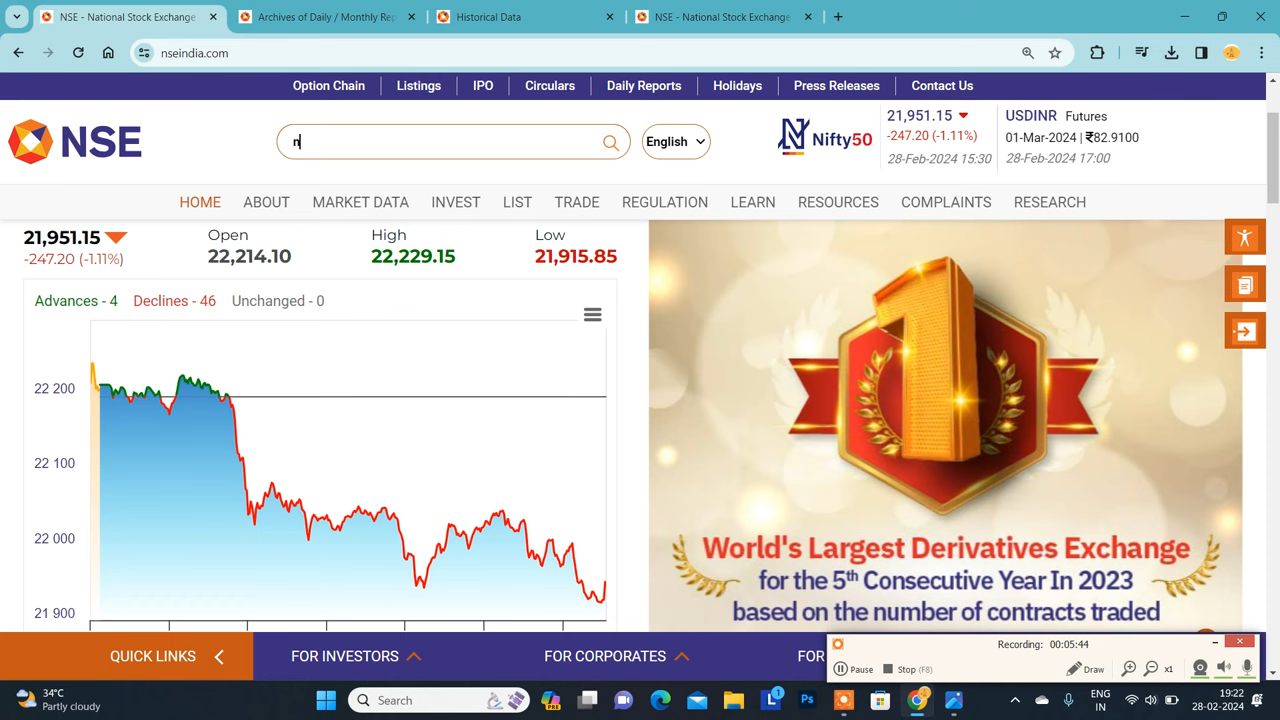 NSE - National Stock Exchange
Archives of Daily / Monthly Rep
Historical Data
NSE - National Stock Exchange
nseindia.com
Option Chain
Listings
IPO
Circulars
Daily Reports
Holidays
Press Releases
Contact Us
NSE
n
English
Nifty50
21,951.15
-247.20 (-1.11%)
28-Feb-2024 15:30
USDINR Futures
01-Mar-2024 | ₹82.9100
28-Feb-2024 17:00
HOME
ABOUT
MARKET DATA
INVEST
LIST
TRADE
REGULATION
LEARN
RESOURCES
COMPLAINTS
RESEARCH
21,951.15
-247.20 (-1.11%)
Open
22,214.10
High
22,229.15
Low
21,915.85
Advances - 4 Declines - 46 Unchanged - 0
22 200
22 100
22 000
21 900
1
World's Largest Derivatives Exchange
for the 5th Consecutive Year In 2023
based on the number of contracts traded
QUICK LINKS
FOR INVESTORS
FOR CORPORATES
FOR
Recording: 00:05:44
Pause
Stop (F8)
Draw
x1
34°C
Partly cloudy
Search
PRE
1
Ps
4
ENG
IN
19:22
28-02-2024